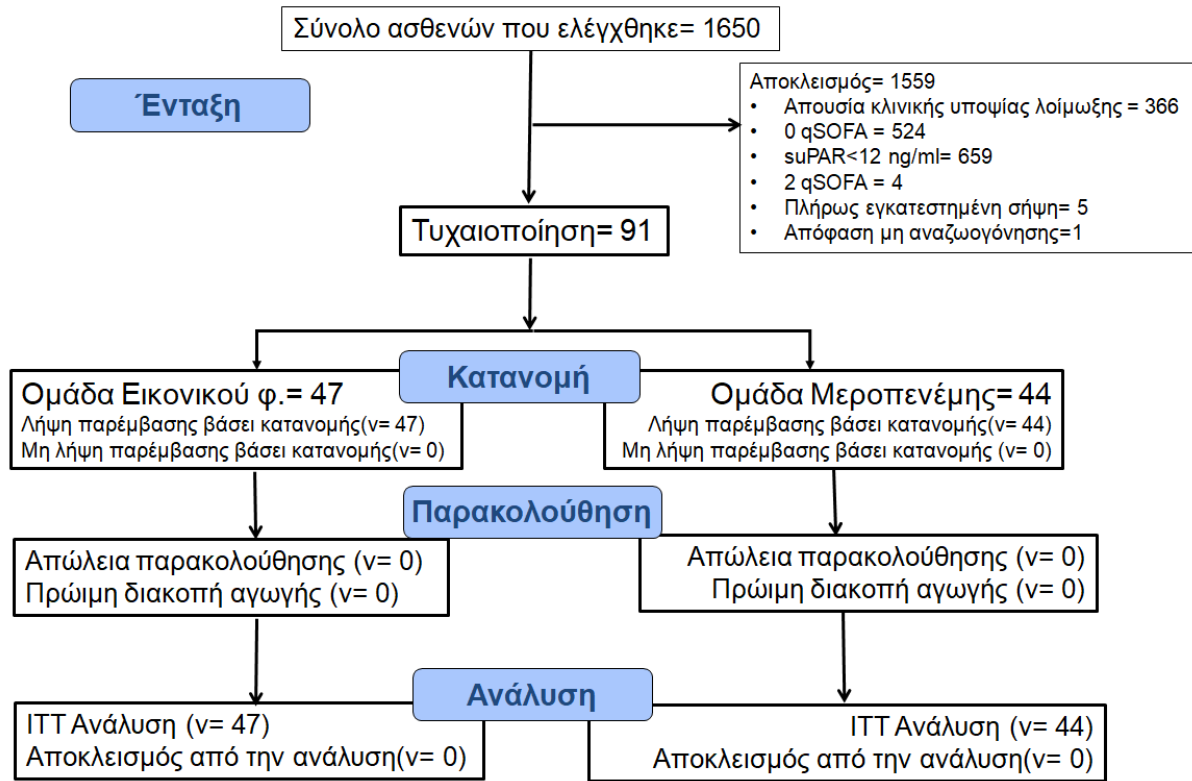 Σύνολο ασθενών που ελέγχθηκε= 1650
Ένταξη
Αποκλεισμός= 1559
• Απουσία κλινικής υποψίας λοίμωξης = 366
• 0 qSOFA = 524
• suPAR<12 ng/ml= 659
• 2 qSOFA = 4
• Πλήρως εγκατεστημένη σήψη= 5
• Απόφαση μη αναζωογόνησης=1
Τυχαιοποίηση= 91
Κατανομή
Ομάδα Εικονικού φ.= 47
Λήψη παρέμβασης βάσει κατανομής(ν= 47)
Μη λήψη παρέμβασης βάσει κατανομής(ν= 0)
Ομάδα Μεροπενέμης= 44
Λήψη παρέμβασης βάσει κατανομής(ν= 44)
Μη λήψη παρέμβασης βάσει κατανομής (ν= 0)
Παρακολούθηση
Απώλεια παρακολούθησης (ν= 0)
Πρώιμη διακοπή αγωγής (ν= 0)
Απώλεια παρακολούθησης (ν= 0)
Πρώιμη διακοπή αγωγής (ν= 0)
Ανάλυση
ITT Ανάλυση (ν= 47)
Αποκλεισμός από την ανάλυση(ν= 0)
ITT Ανάλυση (ν= 44)
Αποκλεισμός από την ανάλυση(ν= 0)